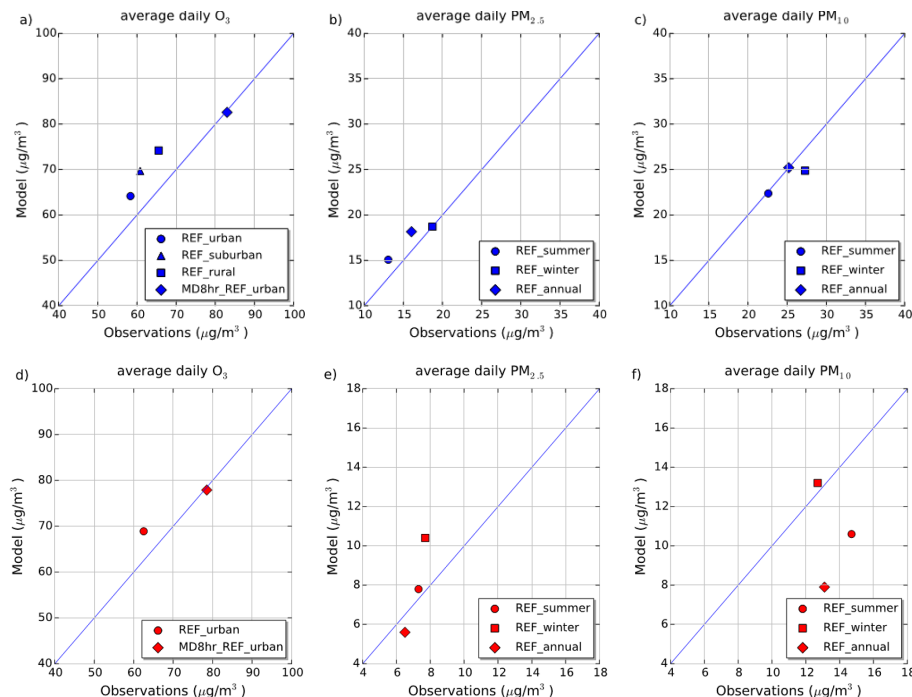 a)
average daily O₃
100
90
80
70
60
50
40
Model (μg/m³)
REF_urban
REF_suburban
REF_rural
MD8hr_REF_urban
40 50 60 70 80 90 100
Observations (μg/m³)
b)
average daily PM₂.₅
40
35
30
25
20
15
10
Model (μg/m³)
REF_summer
REF_winter
REF_annual
10 15 20 25 30 35 40
Observations (μg/m³)
c)
average daily PM₁₀
40
35
30
25
20
15
10
Model (μg/m³)
REF_summer
REF_winter
REF_annual
10 15 20 25 30 35 40
Observations (μg/m³)
d)
average daily O₃
100
90
80
70
60
50
40
Model (μg/m³)
REF_urban
MD8hr_REF_urban
40 50 60 70 80 90 100
Observations (μg/m³)
e)
average daily PM₂.₅
18
16
14
12
10
8
6
4
Model (μg/m³)
REF_summer
REF_winter
REF_annual
4 6 8 10 12 14 16 18
Observations (μg/m³)
f)
average daily PM₁₀
18
16
14
12
10
8
6
4
Model (μg/m³)
REF_summer
REF_winter
REF_annual
4 6 8 10 12 14 16 18
Observations (μg/m³)